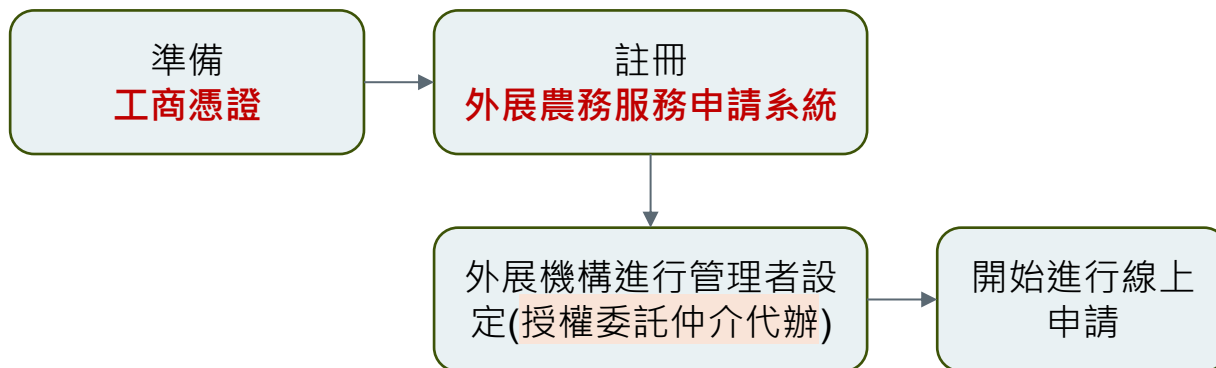 準備
工商憑證
註冊
外展農務服務申請系統
外展機構進行管理者設
定(授權委託仲介代辦)
開始進行線上
申請